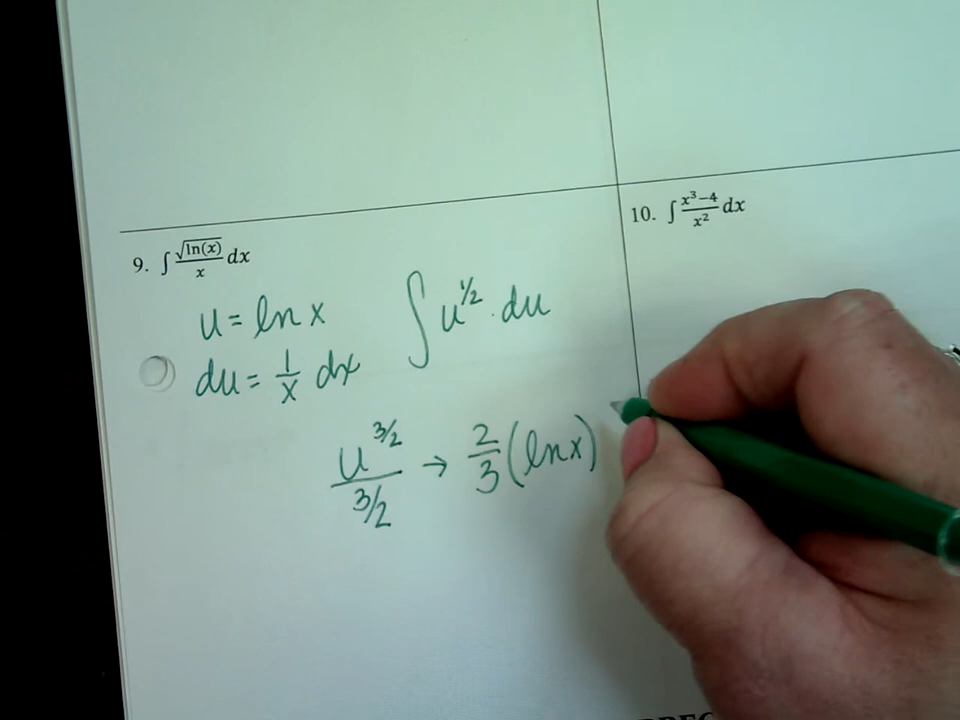 9. ∫ √ln(x)/x dx
10. ∫ x³−4/x² dx
u = ln x
∫ u^1/2 · du
du = 1/x dx
u^3/2 / 3/2 → 2/3 (ln x)